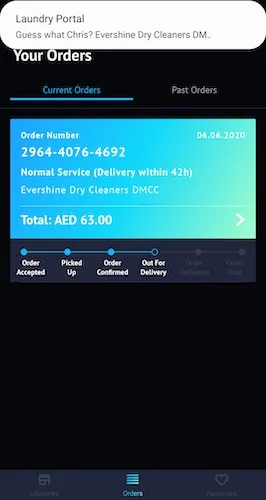 Laundry Portal
Guess what Chris? Evershine Dry Cleaners DM..
Your Orders
Current Orders
Past Orders
Order Number
06.06.2020
2964-4076-4692
Normal Service (Delivery within 42h)
Evershine Dry Cleaners DMCC
Total: AED 63.00
Order Accepted
Picked Up
Order Confirmed
Out For Delivery
Order Delivered
Order Paid
Laundries
Orders
Favourites